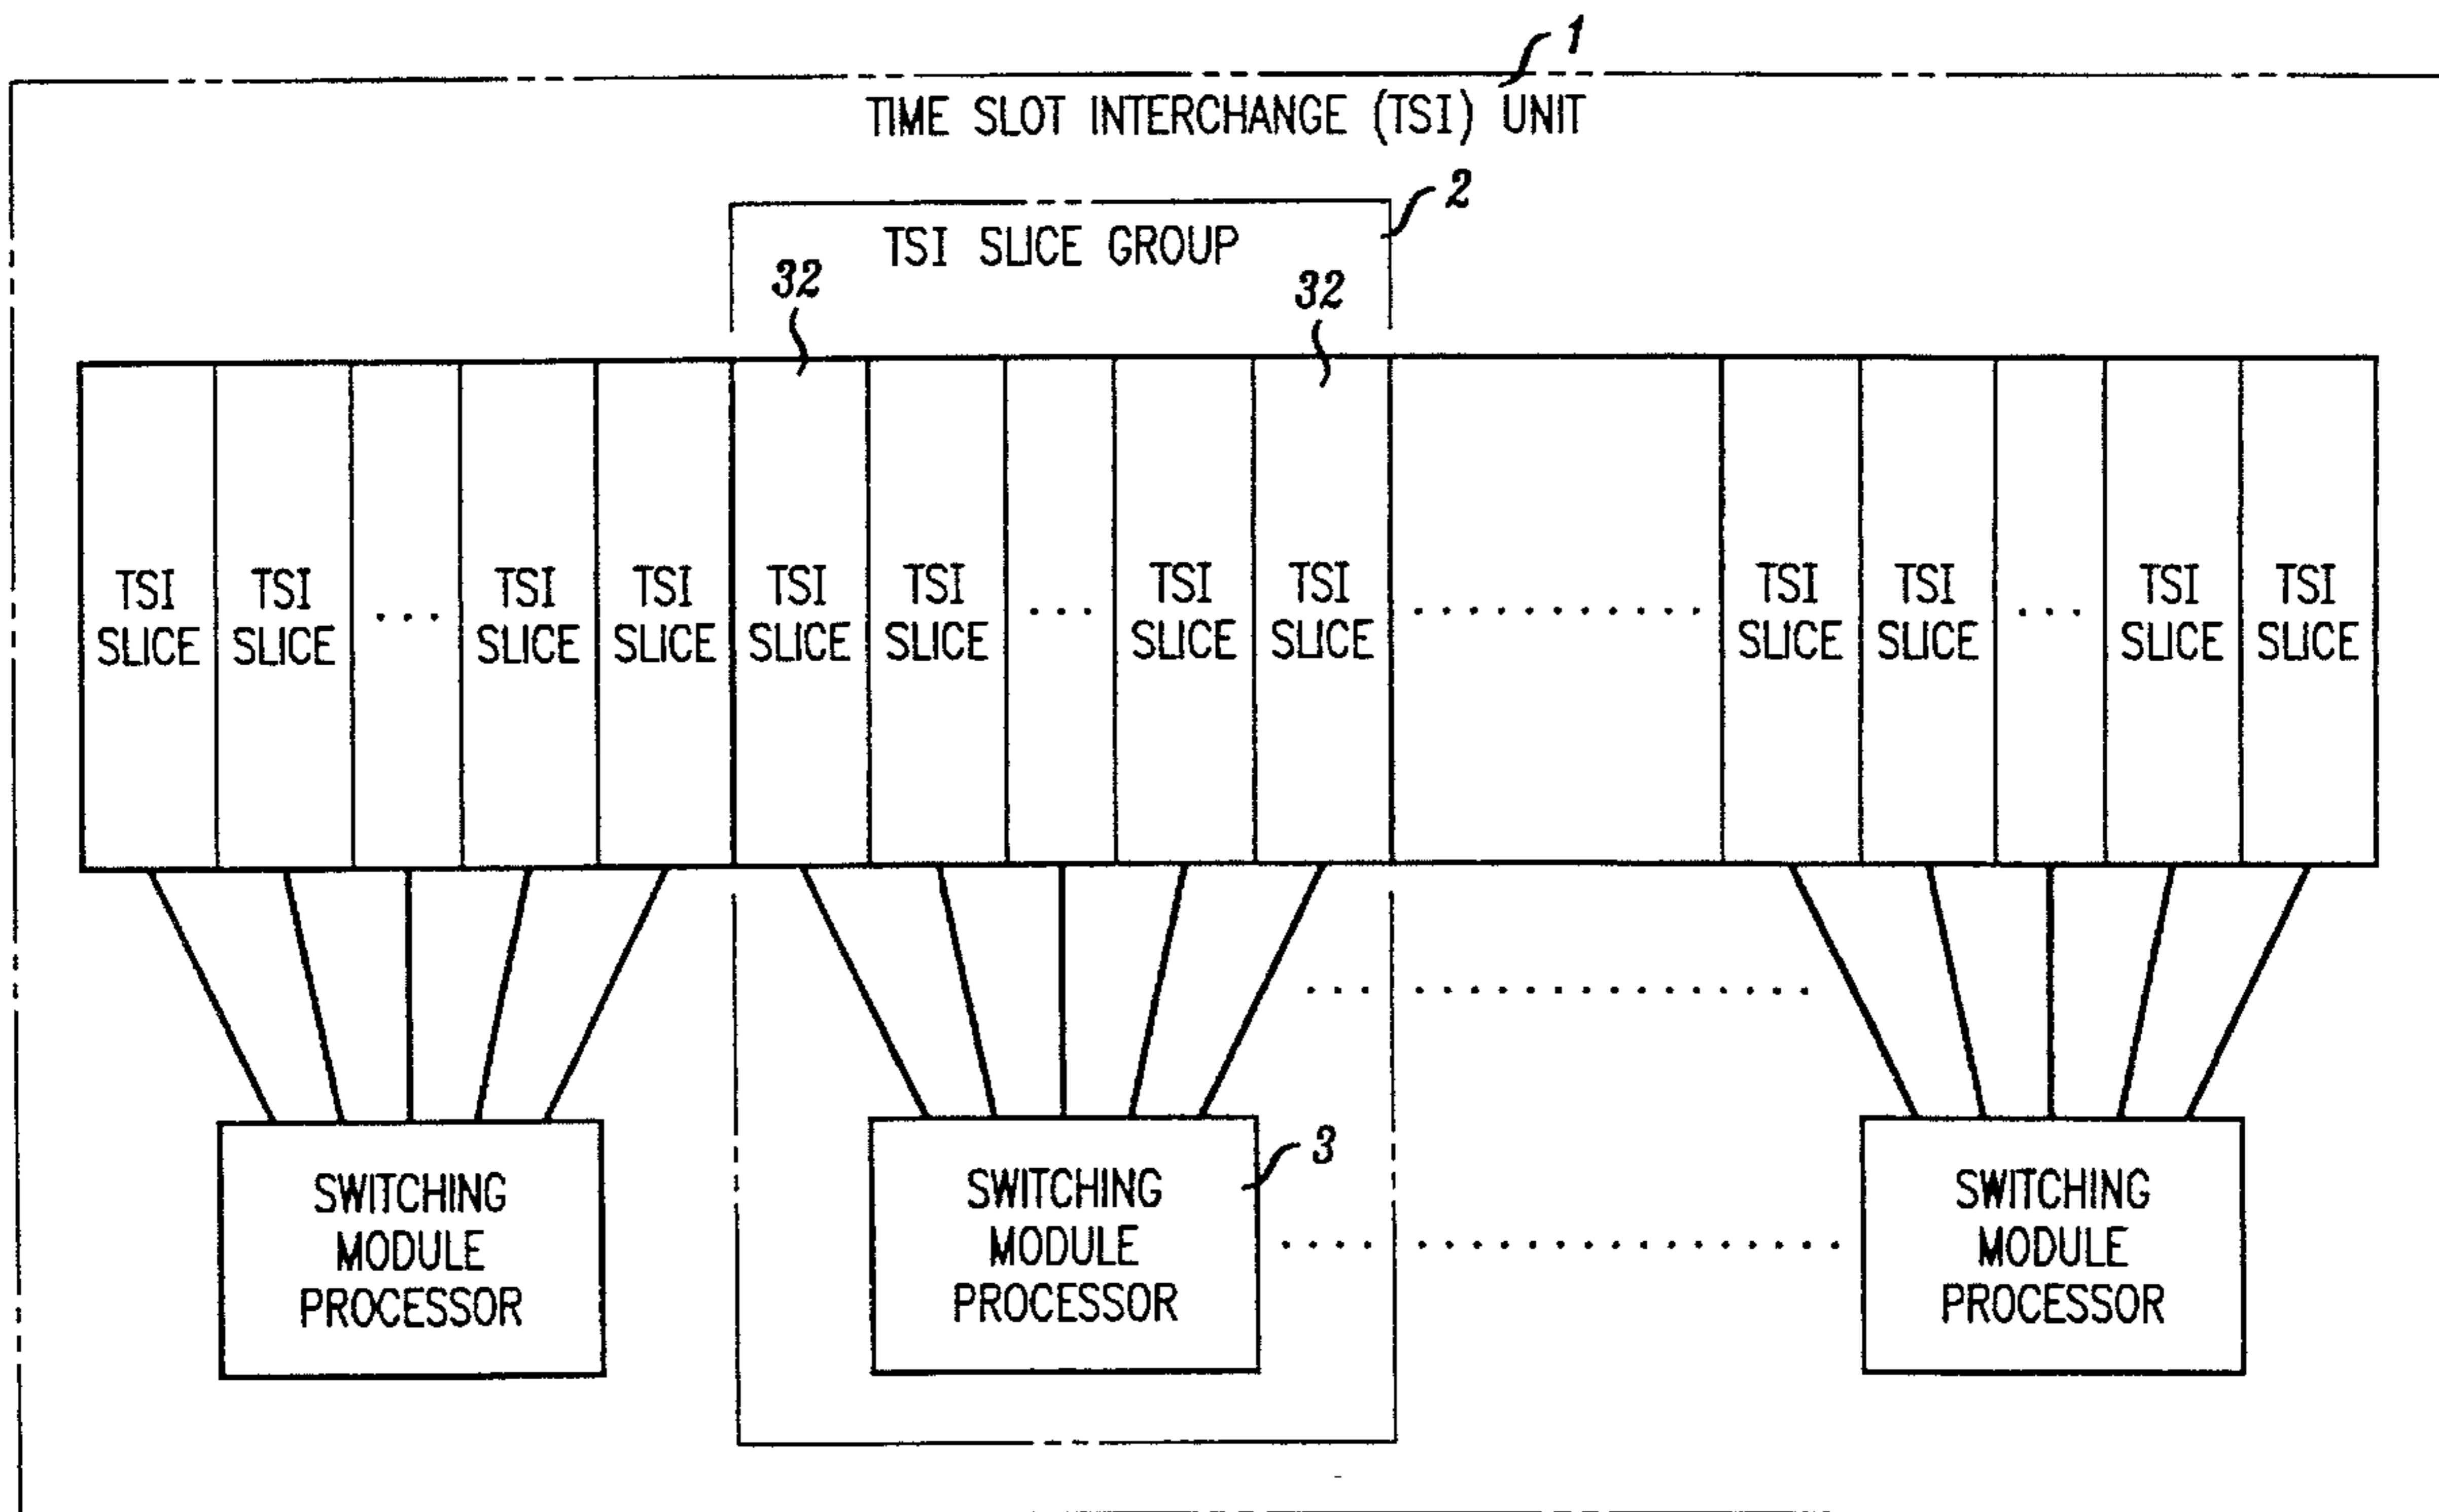 1
TIME SLOT INTERCHANGE (TSI) UNIT
2
TSI SLICE GROUP
32
32
TSI
SLICE
TSI
SLICE
...
TSI
SLICE
TSI
SLICE
TSI
SLICE
TSI
SLICE
...
TSI
SLICE
TSI
SLICE
...........
TSI
SLICE
TSI
SLICE
...
TSI
SLICE
TSI
SLICE
3
SWITCHING
MODULE
PROCESSOR
SWITCHING
MODULE
PROCESSOR
SWITCHING
MODULE
PROCESSOR